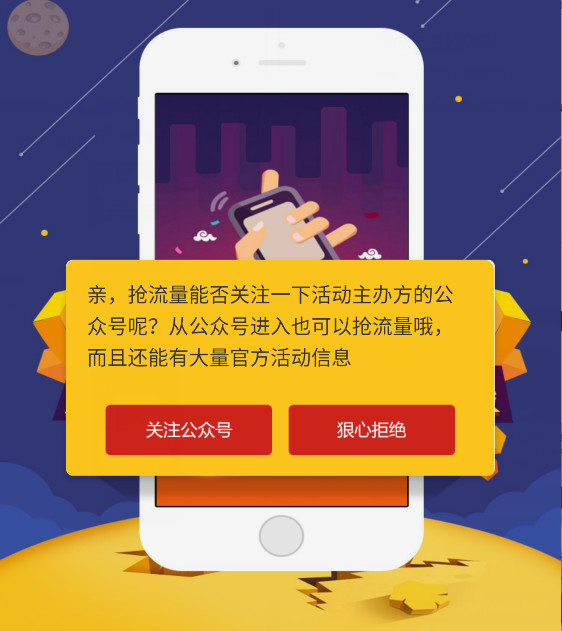 亲，抢流量能否关注一下活动主办方的公
众号呢？从公众号进入也可以抢流量哦，
而且还能有大量官方活动信息
关注公众号
狠心拒绝